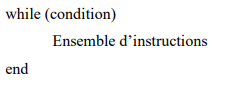 while (condition)
Ensemble d’instructions
end